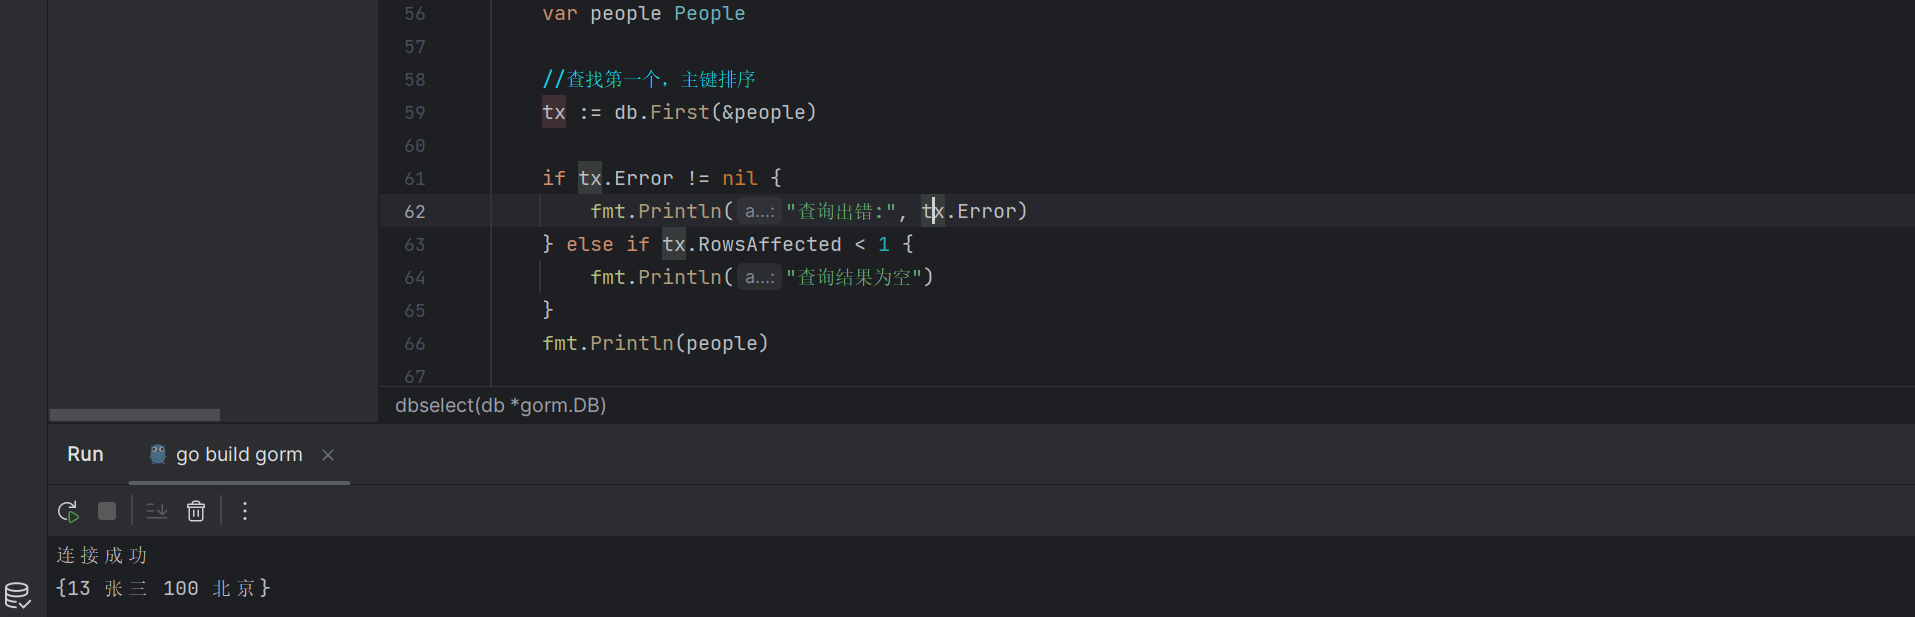 56 var people People
57
58 //查找第一个，主键排序
59 tx := db.First(&people)
60
61 if tx.Error != nil {
62 fmt.Println( a...: "查询出错:", tx.Error)
63 } else if tx.RowsAffected < 1 {
64 fmt.Println( a...: "查询结果为空")
65 }
66 fmt.Println(people)
67
dbselect(db *gorm.DB)
Run go build gorm
连接成功
{13 张三 100 北京}